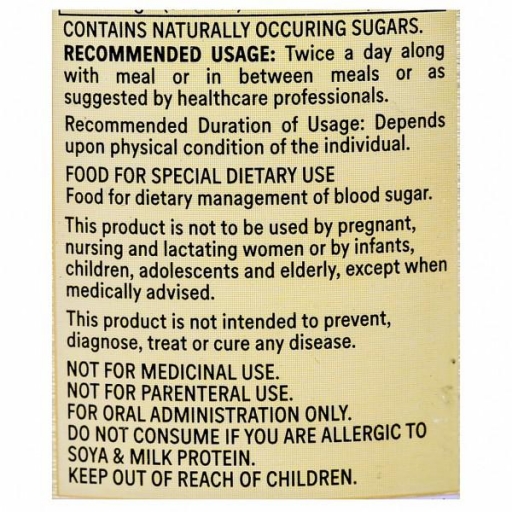 CONTAINS NATURALLY OCCURING SUGARS.
RECOMMENDED USAGE: Twice a day along
with meal or in between meals or as
suggested by healthcare professionals.
Recommended Duration of Usage: Depends
upon physical condition of the individual.
FOOD FOR SPECIAL DIETARY USE
Food for dietary management of blood sugar.
This product is not to be used by pregnant,
nursing and lactating women or by infants,
children, adolescents and elderly, except when
medically advised.
This product is not intended to prevent,
diagnose, treat or cure any disease.
NOT FOR MEDICINAL USE.
NOT FOR PARENTERAL USE.
FOR ORAL ADMINISTRATION ONLY.
DO NOT CONSUME IF YOU ARE ALLERGIC TO
SOYA & MILK PROTEIN.
KEEP OUT OF REACH OF CHILDREN.